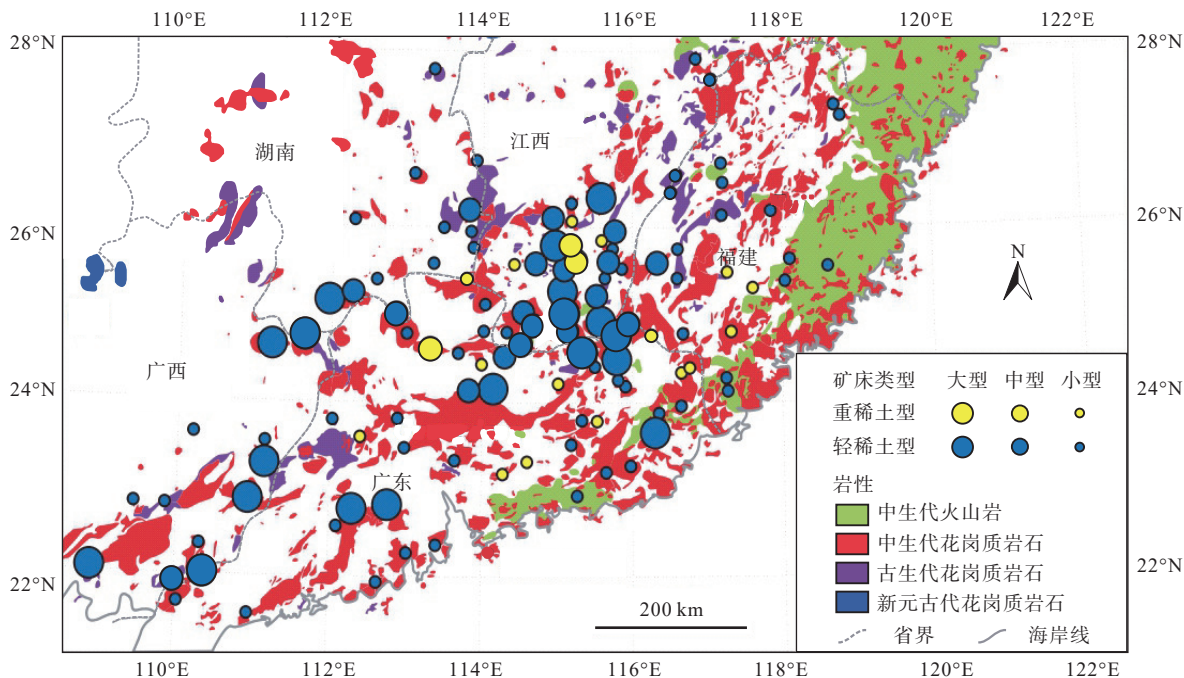 110°E 112°E 114°E 116°E 118°E 120°E 122°E
28°N 28°N
江西
湖南
26°N 26°N
福建
N
广西
24°N 24°N
广东
22°N 22°N
200 km
矿床类型 大型 中型 小型
重稀土型
轻稀土型
岩性
中生代火山岩
中生代花岗质岩石
古生代花岗质岩石
新元古代花岗质岩石
省界 海岸线
110°E 112°E 114°E 116°E 118°E 120°E 122°E